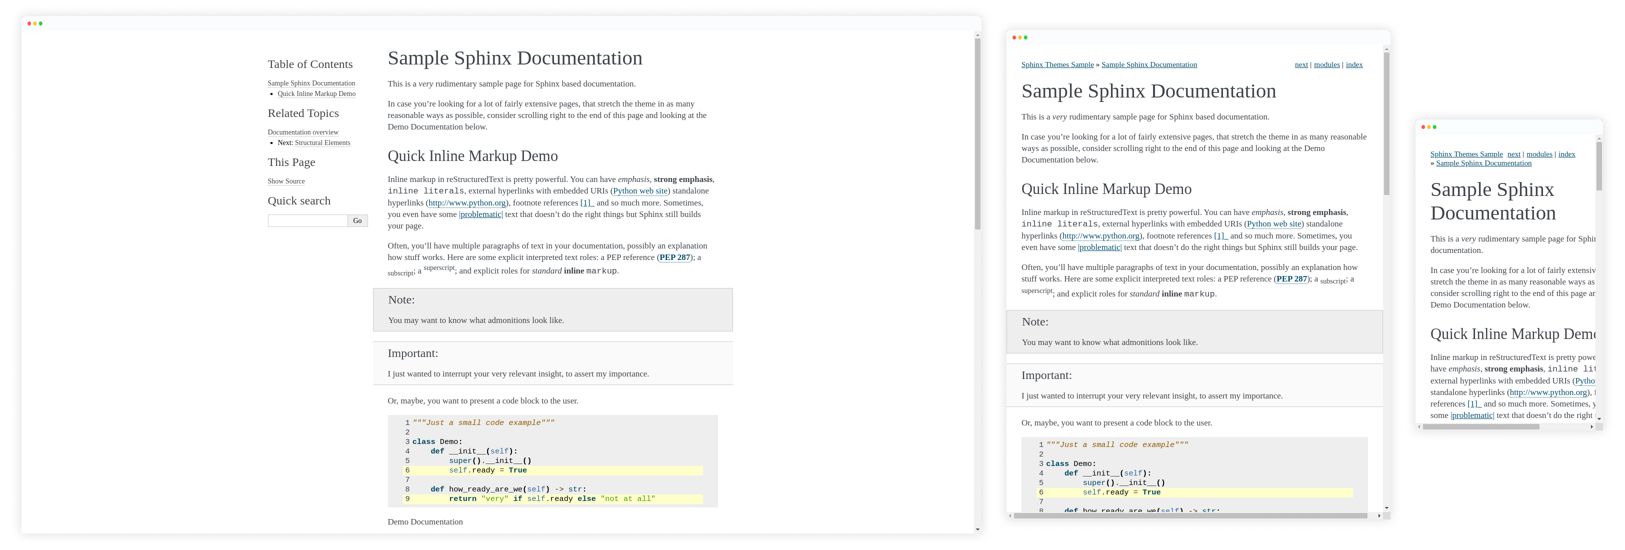 Table of Contents
Sample Sphinx Documentation
Quick Inline Markup Demo
Related Topics
Documentation overview
Next: Structural Elements
This Page
Show Source
Quick search
Go
Sample Sphinx Documentation
This is a very rudimentary sample page for Sphinx based documentation.
In case you’re looking for a lot of fairly extensive pages, that stretch the theme in as many
reasonable ways as possible, consider scrolling right to the end of this page and looking at the
Demo Documentation below.
Quick Inline Markup Demo
Inline markup in reStructuredText is pretty powerful. You can have emphasis, strong emphasis,
inline literals, external hyperlinks with embedded URIs (Python web site) standalone
hyperlinks (http://www.python.org), footnote references [1]_ and so much more. Sometimes,
you even have some |problematic| text that doesn’t do the right things but Sphinx still builds
your page.
Often, you’ll have multiple paragraphs of text in your documentation, possibly an explanation
how stuff works. Here are some explicit interpreted text roles: a PEP reference (PEP 287); a
subscript; a superscript; and explicit roles for standard inline markup.
Note:
You may want to know what admonitions look like.
Important:
I just wanted to interrupt your very relevant insight, to assert my importance.
Or, maybe, you want to present a code block to the user.
1 """Just a small code example"""
2
3 class Demo:
4     def __init__(self):
5         super().__init__()
6         self.ready = True
7
8     def how_ready_are_we(self) -> str:
9         return "very" if self.ready else "not at all"
Demo Documentation
Sphinx Themes Sample » Sample Sphinx Documentation next | modules | index
Sample Sphinx Documentation
This is a very rudimentary sample page for Sphinx based documentation.
In case you’re looking for a lot of fairly extensive pages, that stretch the theme in as many reasonable
ways as possible, consider scrolling right to the end of this page and looking at the Demo
Documentation below.
Quick Inline Markup Demo
Inline markup in reStructuredText is pretty powerful. You can have emphasis, strong emphasis,
inline literals, external hyperlinks with embedded URIs (Python web site) standalone
hyperlinks (http://www.python.org), footnote references [1]_ and so much more. Sometimes, you
even have some |problematic| text that doesn’t do the right things but Sphinx still builds your page.
Often, you’ll have multiple paragraphs of text in your documentation, possibly an explanation how
stuff works. Here are some explicit interpreted text roles: a PEP reference (PEP 287); a subscript; a
superscript; and explicit roles for standard inline markup.
Note:
You may want to know what admonitions look like.
Important:
I just wanted to interrupt your very relevant insight, to assert my importance.
Or, maybe, you want to present a code block to the user.
1 """Just a small code example"""
2
3 class Demo:
4     def __init__(self):
5         super().__init__()
6         self.ready = True
7
8     def how_ready_are_we(self) -> str:
Sphinx Themes Sample next | modules | index
» Sample Sphinx Documentation
Sample Sphinx
Documentation
This is a very rudimentary sample page for Sphin
documentation.
In case you’re looking for a lot of fairly extensiv
stretch the theme in as many reasonable ways as
consider scrolling right to the end of this page an
Demo Documentation below.
Quick Inline Markup Demo
Inline markup in reStructuredText is pretty powe
have emphasis, strong emphasis, inline lit
external hyperlinks with embedded URIs (Pytho
standalone hyperlinks (http://www.python.org), f
references [1]_ and so much more. Sometimes, y
some |problematic| text that doesn’t do the right